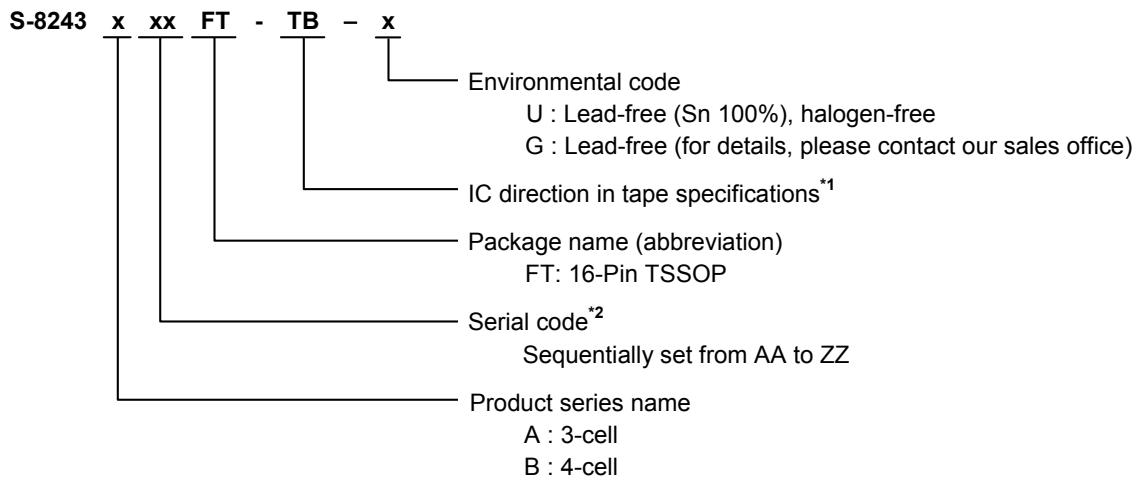 S-8243 x xx FT - TB – x
Environmental code
U : Lead-free (Sn 100%), halogen-free
G : Lead-free (for details, please contact our sales office)
IC direction in tape specifications*1
Package name (abbreviation)
FT: 16-Pin TSSOP
Serial code*2
Sequentially set from AA to ZZ
Product series name
A : 3-cell
B : 4-cell